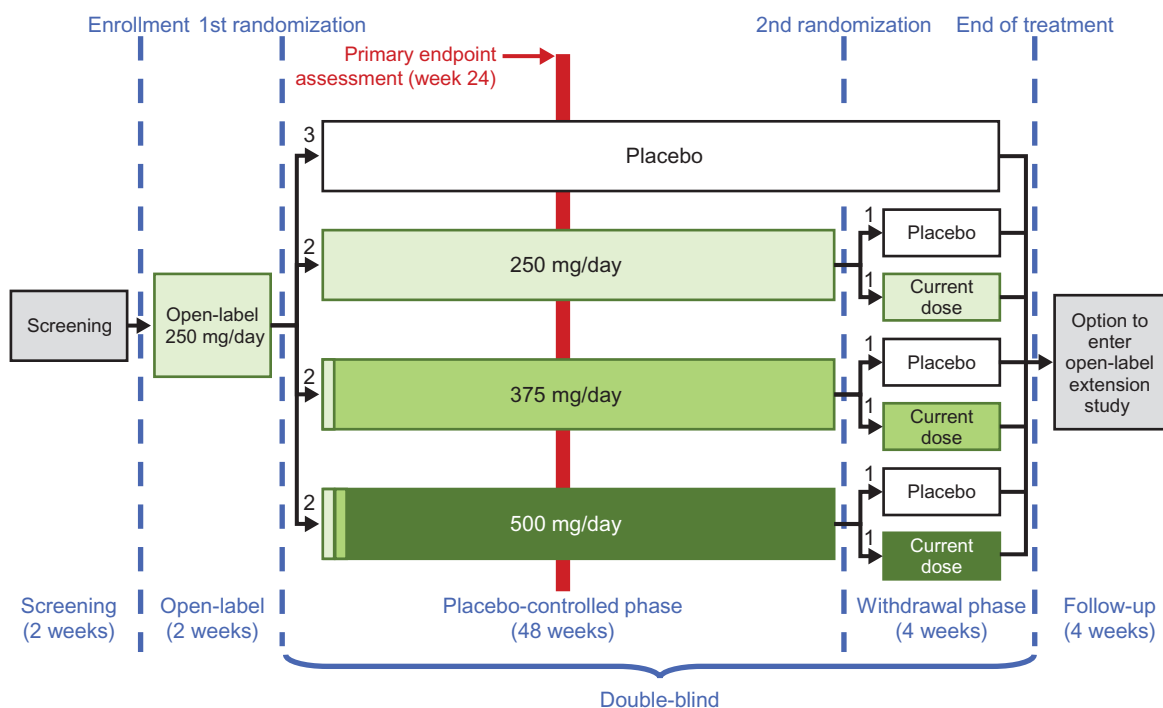 Enrollment 1st randomization 2nd randomization End of treatment
Primary endpoint
assessment (week 24)
3
Placebo
2
250 mg/day
1
Placebo
1
Current
dose
Screening
Open-label
250 mg/day
2
375 mg/day
1
Placebo
1
Current
dose
Option to
enter
open-label
extension
study
2
500 mg/day
1
Placebo
1
Current
dose
Screening
(2 weeks)
Open-label
(2 weeks)
Placebo-controlled phase
(48 weeks)
Withdrawal phase
(4 weeks)
Follow-up
(4 weeks)
Double-blind